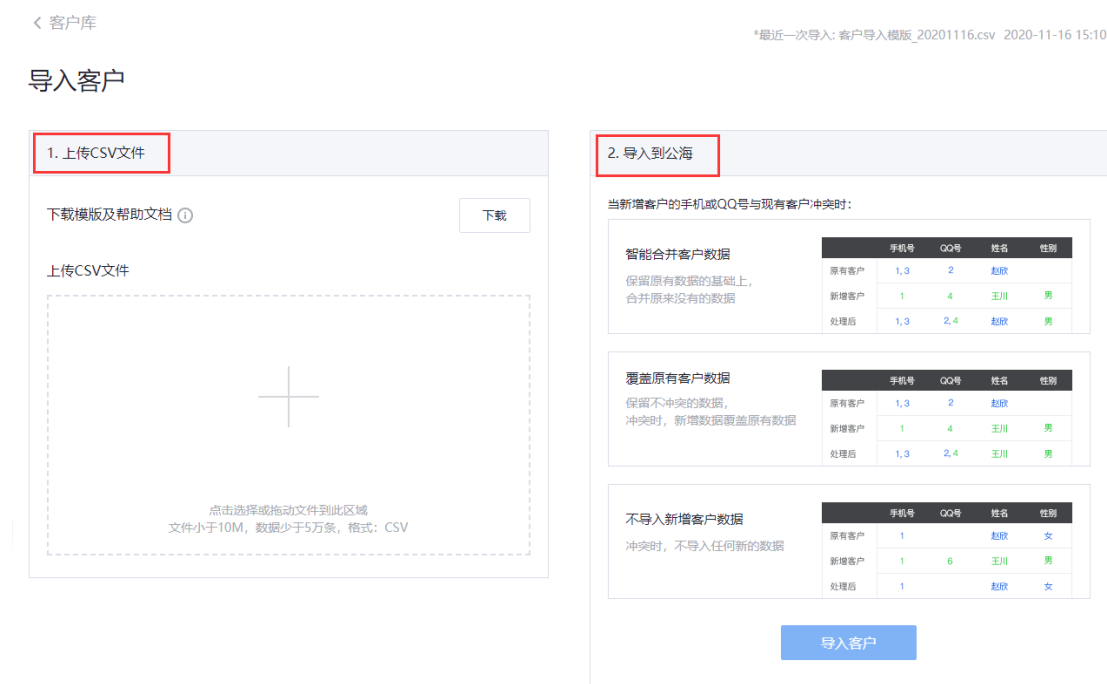 客户库
*最近一次导入: 客户导入模版_20201116.csv 2020-11-16 15:10
导入客户
1. 上传CSV文件
下载模版及帮助文档
下载
上传CSV文件
点击选择或拖动文件到此区域
文件小于10M，数据少于5万条，格式：CSV
2. 导入到公海
当新增客户的手机或QQ号与现有客户冲突时：
智能合并客户数据
保留原有数据的基础上，
合并原来没有的数据
手机号 QQ号 姓名 性别
原有客户 1, 3 2 赵欣
新增客户 1 4 王川 男
处理后 1, 3 2, 4 赵欣 男
覆盖原有客户数据
保留不冲突的数据，
冲突时，新增数据覆盖原有数据
手机号 QQ号 姓名 性别
原有客户 1, 3 2 赵欣
新增客户 1 4 王川 男
处理后 1, 3 2, 4 王川 男
不导入新增客户数据
冲突时，不导入任何新的数据
手机号 QQ号 姓名 性别
原有客户 1 赵欣 女
新增客户 1 6 王川 男
处理后 1 赵欣 女
导入客户